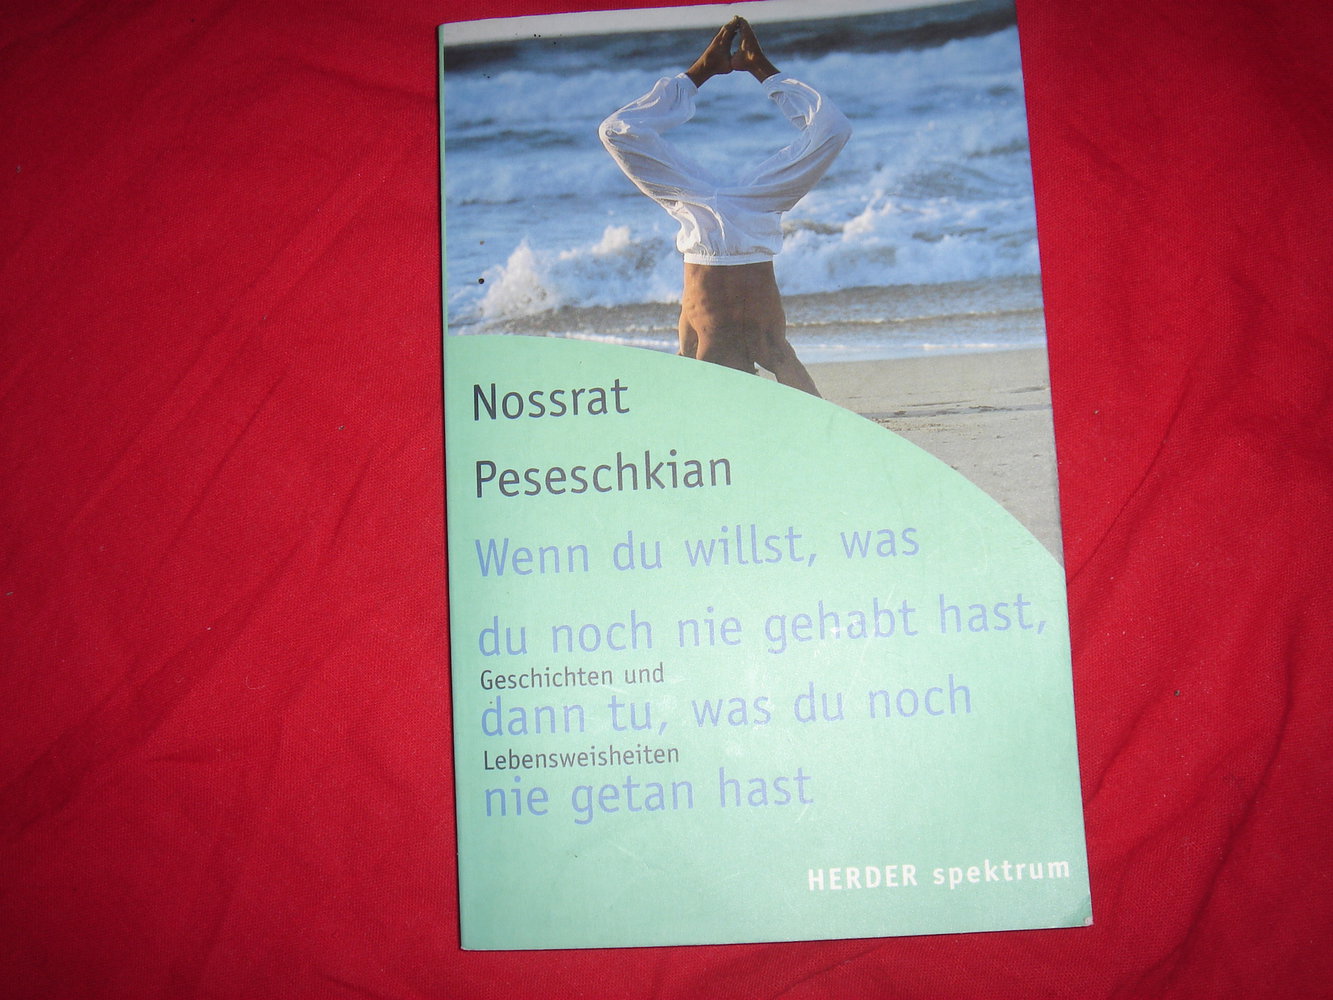 Nossrat
Peseschkian
Wenn du willst, was
du noch nie gehabt hast,
Geschichten und
dann tu, was du noch
Lebensweisheiten
nie getan hast
HERDER spektrum